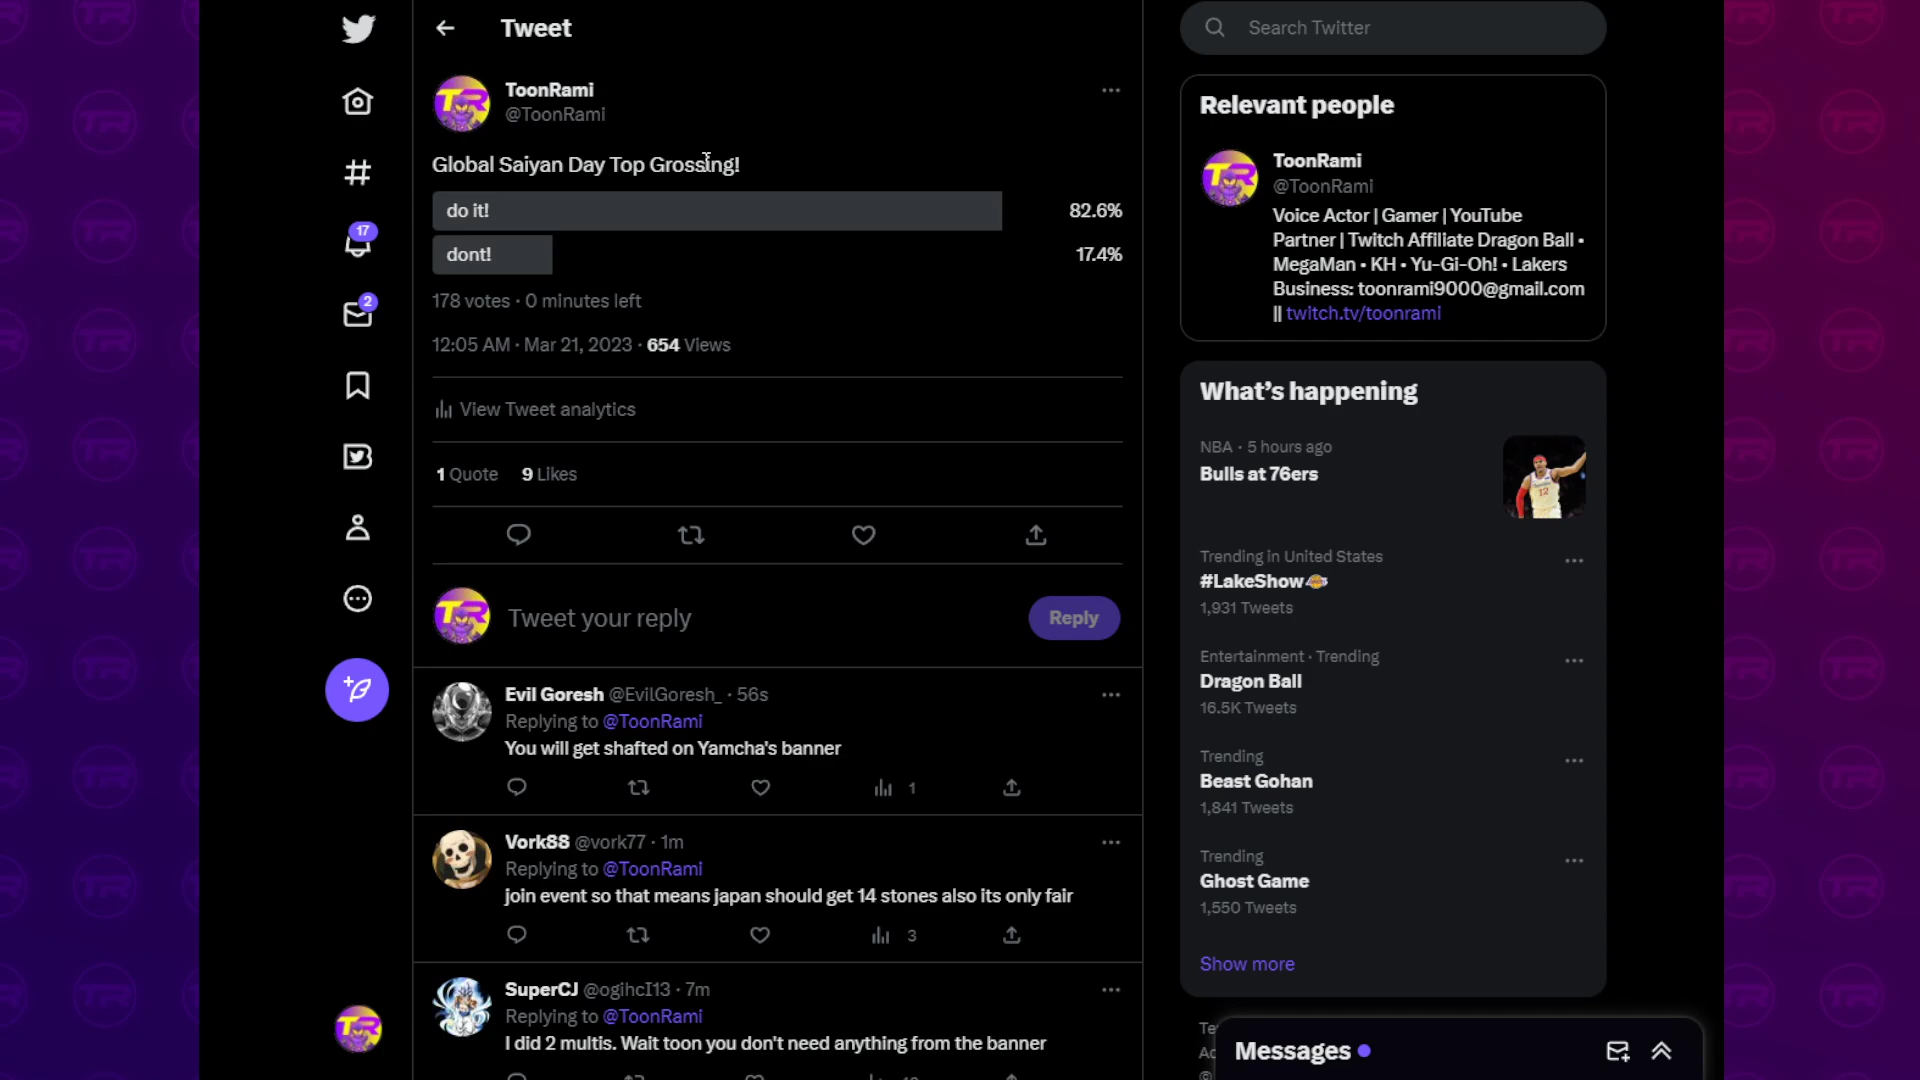 Tweet
ToonRami
@ToonRami
Global Saiyan Day Top Grossing!
do it!
82.6%
dont!
17.4%
178 votes · 0 minutes left
12:05 AM · Mar 21, 2023 · 654 Views
View Tweet analytics
1 Quote 9 Likes
Tweet your reply
Reply
Evil Goresh @EvilGoresh_ · 56s
Replying to @ToonRami
You will get shafted on Yamcha's banner
1
Vork88 @vork77 · 1m
Replying to @ToonRami
join event so that means japan should get 14 stones also its only fair
3
SuperCJ @ogihcI13 · 7m
Replying to @ToonRami
I did 2 multis. Wait toon you don't need anything from the banner
17
2
TR
Search Twitter
Relevant people
ToonRami
@ToonRami
Voice Actor | Gamer | YouTube
Partner | Twitch Affiliate Dragon Ball •
MegaMan • KH • Yu-Gi-Oh! • Lakers
Business: toonrami9000@gmail.com
|| twitch.tv/toonrami
What's happening
NBA · 5 hours ago
Bulls at 76ers
Trending in United States
#LakeShow
1,931 Tweets
Entertainment · Trending
Dragon Ball
16.5K Tweets
Trending
Beast Gohan
1,841 Tweets
Trending
Ghost Game
1,550 Tweets
Show more
Messages